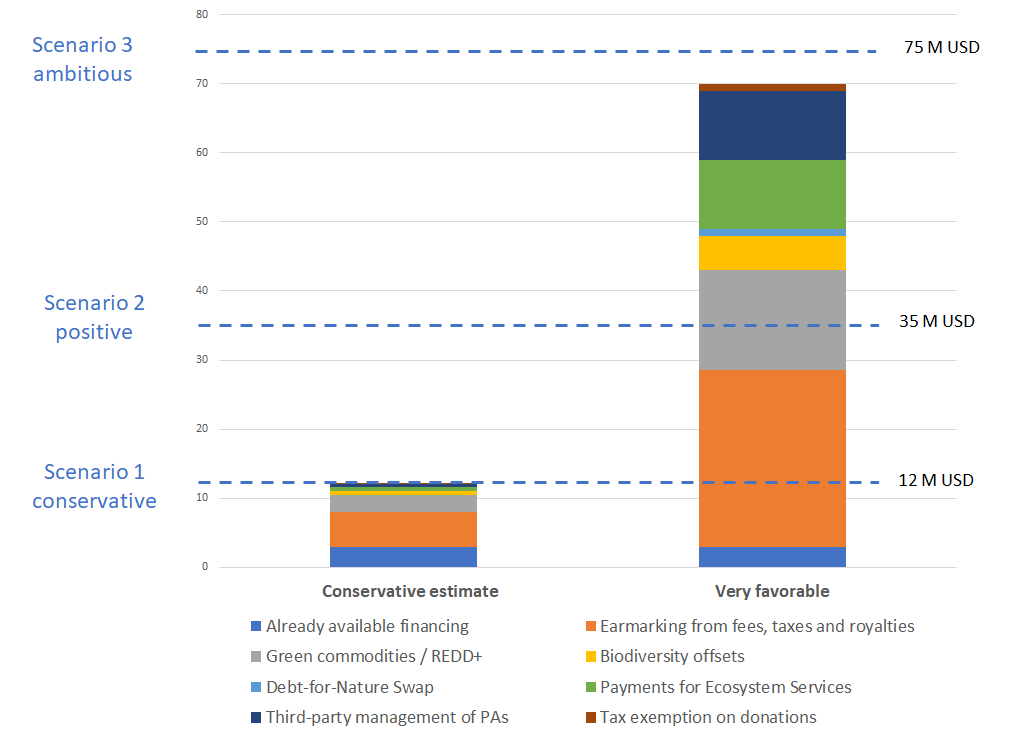 80
Scenario 3
ambitious
75 M USD
70
60
50
40
Scenario 2
positive
35 M USD
30
20
Scenario 1
conservative
12 M USD
10
0
Conservative estimate
Very favorable
Already available financing
Earmarking from fees, taxes and royalties
Green commodities / REDD+
Biodiversity offsets
Debt-for-Nature Swap
Payments for Ecosystem Services
Third-party management of PAs
Tax exemption on donations